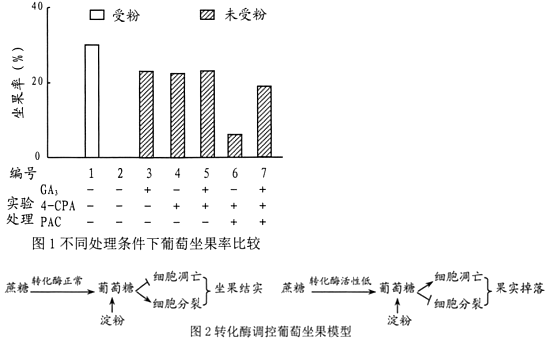 受粉 未受粉
坐果率（%）
40
20
0
编号 1 2 3 4 5 6 7
实验处理
GA₃ － － + － + － +
4-CPA － － － + + + +
PAC － － － － － + +
图1不同处理条件下葡萄坐果率比较
蔗糖 转化酶正常 葡萄糖 细胞凋亡 细胞分裂 坐果结实
淀粉
蔗糖 转化酶活性低 葡萄糖 细胞凋亡 细胞分裂 果实掉落
淀粉
图2转化酶调控葡萄坐果模型